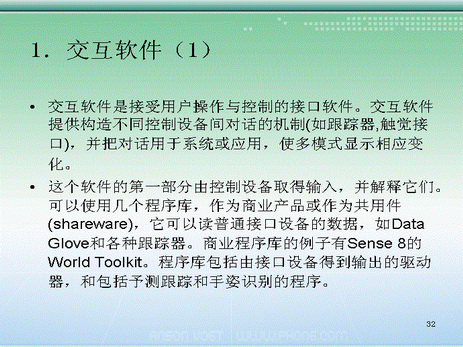 1．交互软件（1）
• 交互软件是接受用户操作与控制的接口软件。交互软件
提供构造不同控制设备间对话的机制(如跟踪器,触觉接
口)，并把对话用于系统或应用，使多模式显示相应变
化。
• 这个软件的第一部分由控制设备取得输入，并解释它们。
可以使用几个程序库，作为商业产品或作为共用件
(shareware)，它可以读普通接口设备的数据，如Data
Glove和各种跟踪器。商业程序库的例子有Sense 8的
World Toolkit。程序库包括由接口设备得到输出的驱动
器，和包括予测跟踪和手姿识别的程序。
32